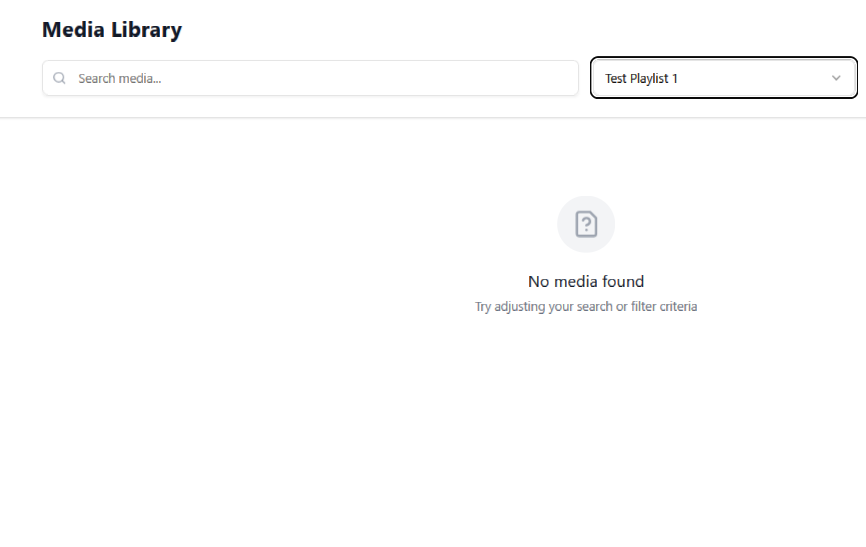 Media Library
Search media...
Test Playlist 1
No media found
Try adjusting your search or filter criteria